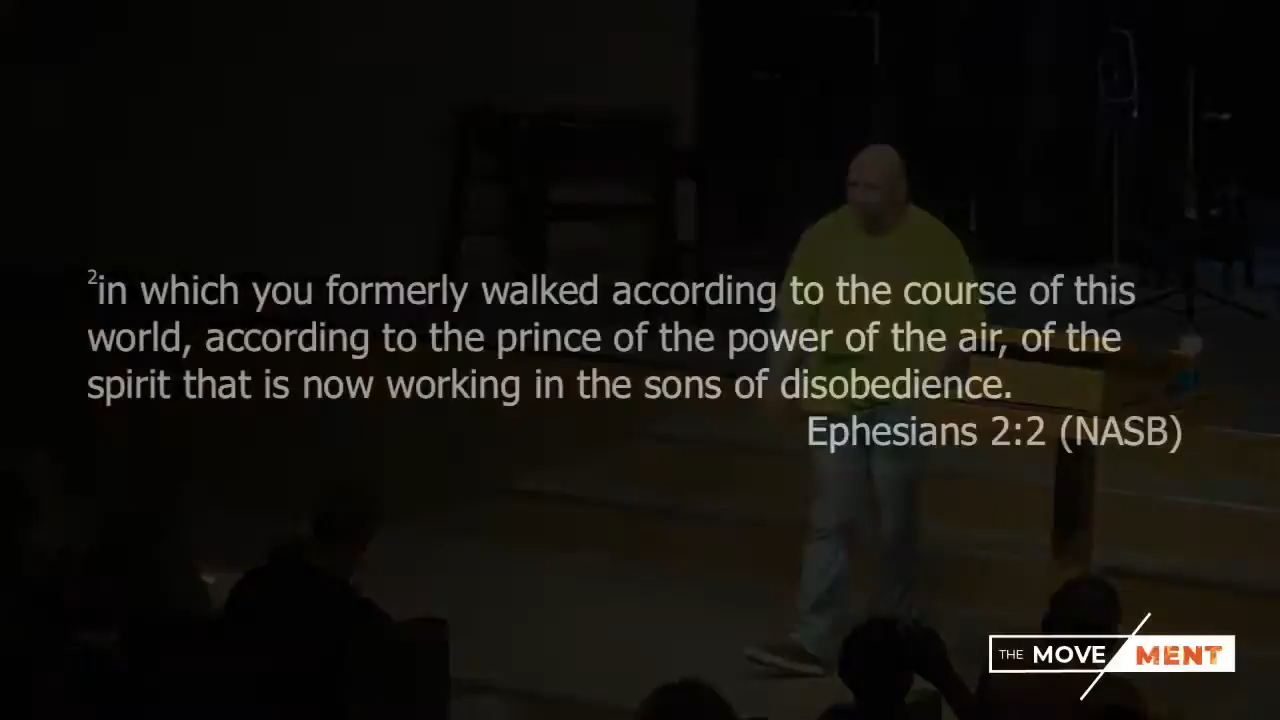 ²in which you formerly walked according to the course of this
world, according to the prince of the power of the air, of the
spirit that is now working in the sons of disobedience.
Ephesians 2:2 (NASB)
THE MOVE MENT